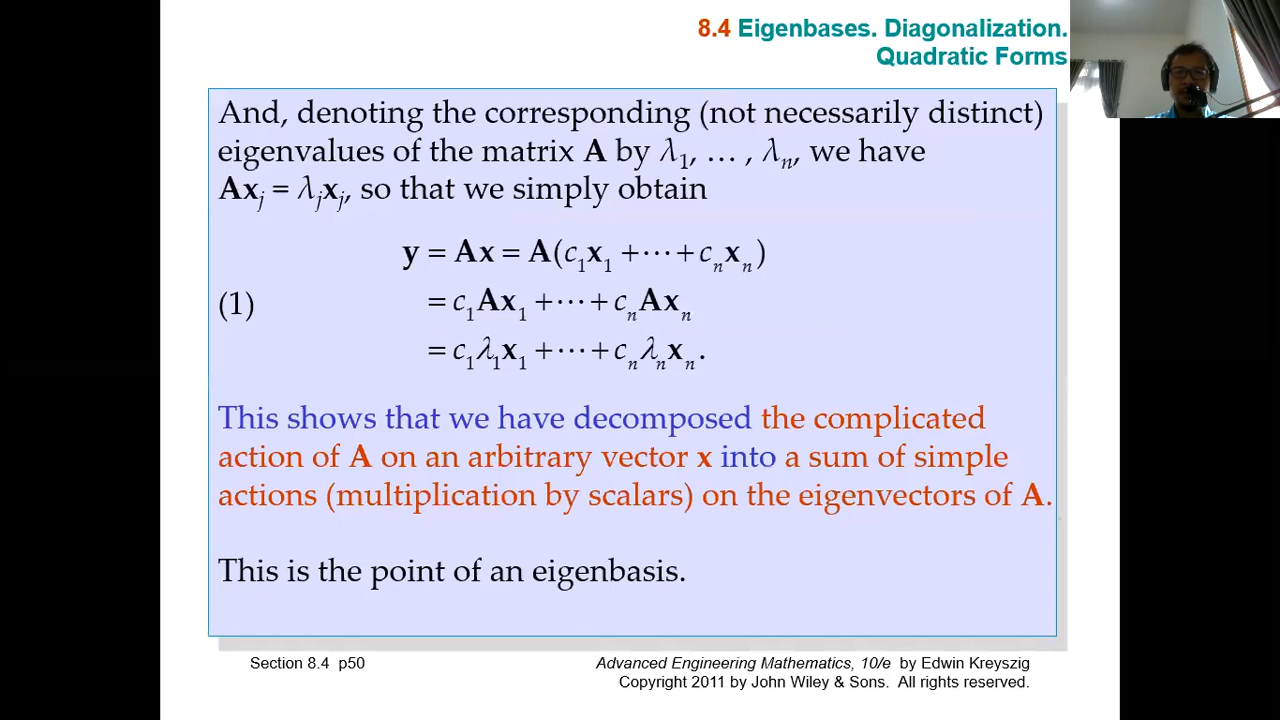 8.4 Eigenbases. Diagonalization.
Quadratic Forms
And, denoting the corresponding (not necessarily distinct)
eigenvalues of the matrix A by λ₁, … , λₙ, we have
Axⱼ = λⱼxⱼ, so that we simply obtain
y = Ax = A(c₁x₁ +⋯+ cₙxₙ)
(1) = c₁Ax₁ +⋯+ cₙAxₙ
= c₁λ₁x₁ +⋯+ cₙλₙxₙ.
This shows that we have decomposed the complicated
action of A on an arbitrary vector x into a sum of simple
actions (multiplication by scalars) on the eigenvectors of A.
This is the point of an eigenbasis.
Section 8.4 p50
Advanced Engineering Mathematics, 10/e by Edwin Kreyszig
Copyright 2011 by John Wiley & Sons. All rights reserved.